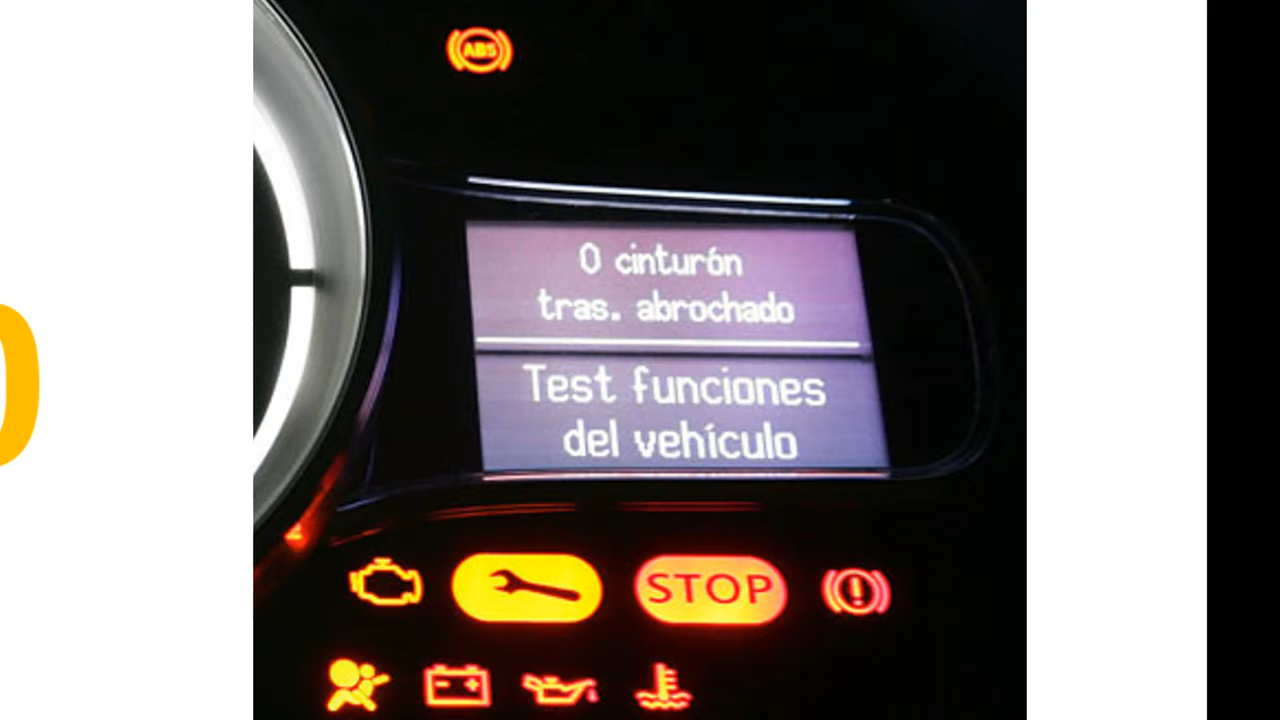 ABS
0 cinturón
tras. abrochado
Test funciones
del vehículo
STOP